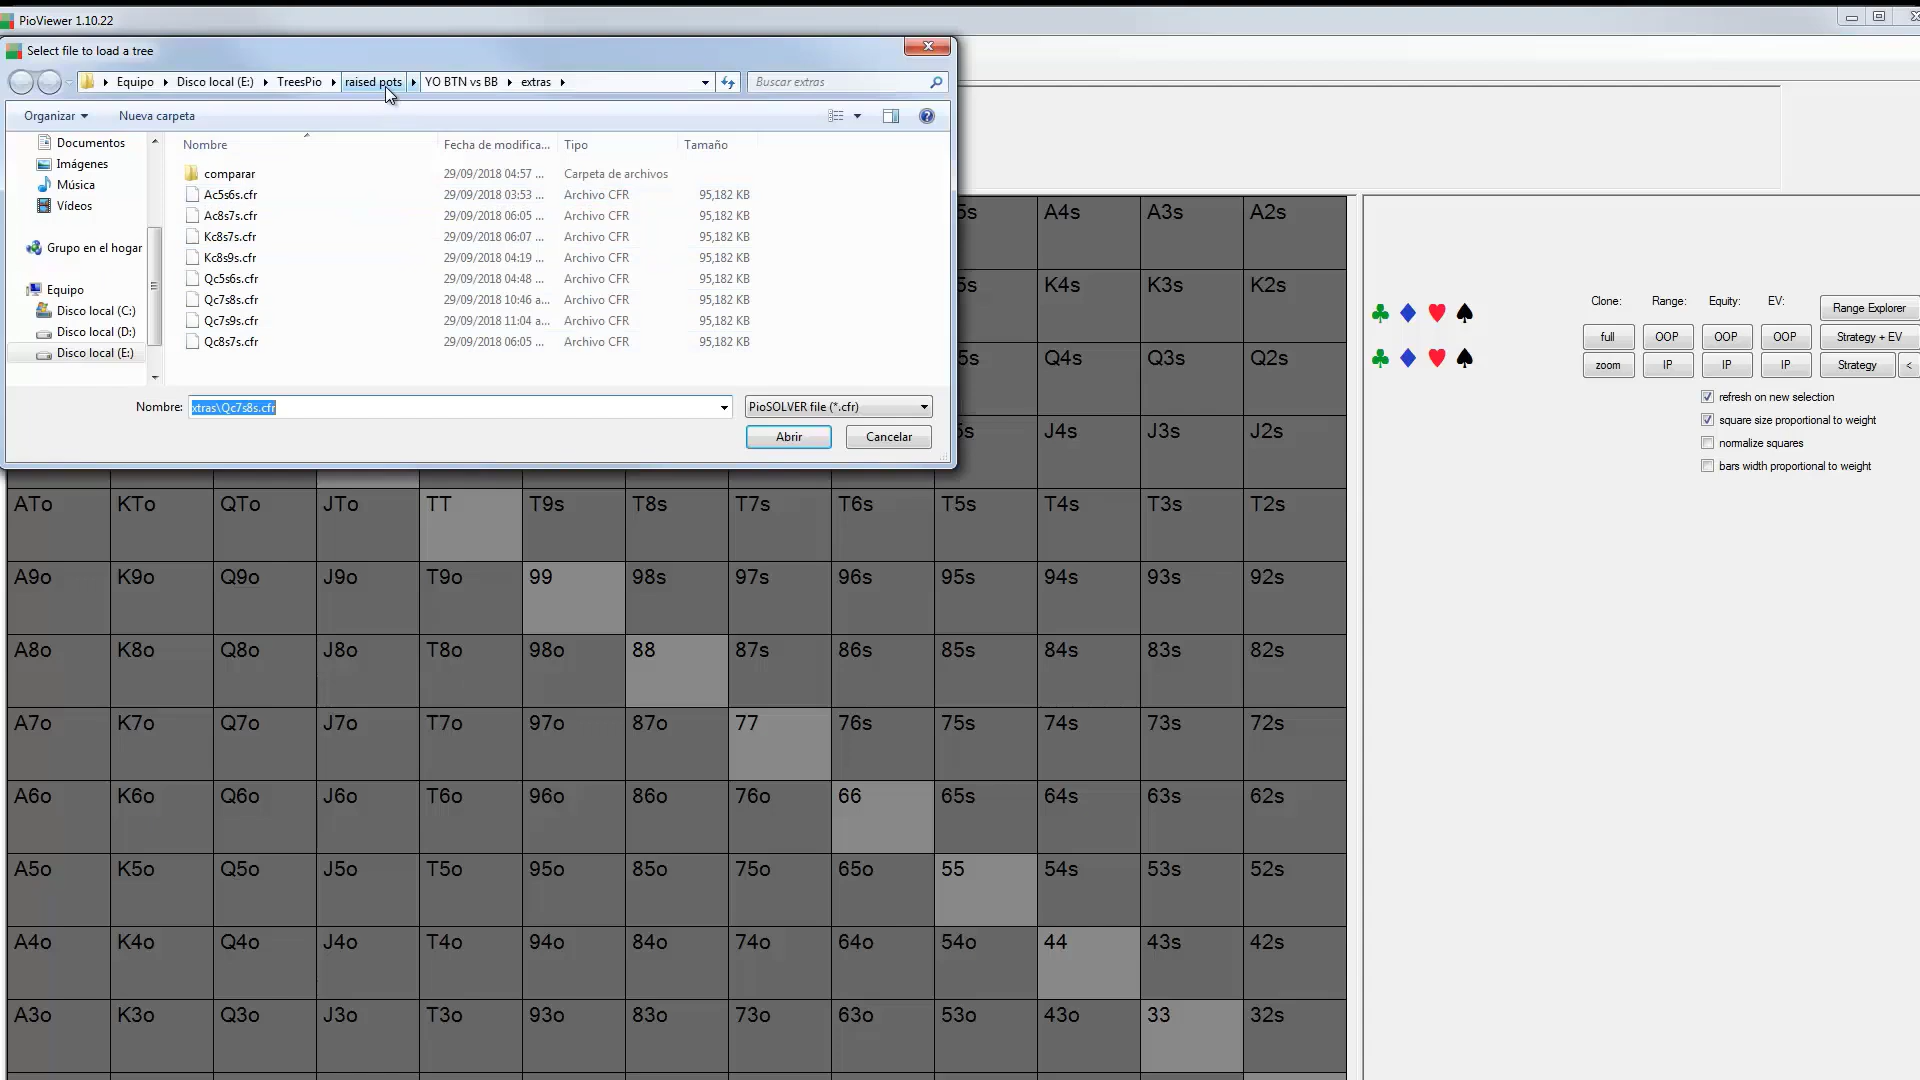 PioViewer 1.10.22
Select file to load a tree
Equipo Disco local (E:) TreesPio raised pots YO BTN vs BB extras
Buscar extras
Organizar Nueva carpeta
Documentos
Imágenes
Música
Vídeos
Grupo en el hogar
Equipo
Disco local (C:)
Disco local (D:)
Disco local (E:)
Nombre Fecha de modifica... Tipo Tamaño
comparar 29/09/2018 04:57 ... Carpeta de archivos
Ac5s6s.cfr 29/09/2018 03:53 ... Archivo CFR 95,182 KB
Ac8s7s.cfr 29/09/2018 06:05 ... Archivo CFR 95,182 KB
Kc8s7s.cfr 29/09/2018 06:07 ... Archivo CFR 95,182 KB
Kc8s9s.cfr 29/09/2018 04:19 ... Archivo CFR 95,182 KB
Qc5s6s.cfr 29/09/2018 04:48 ... Archivo CFR 95,182 KB
Qc7s8s.cfr 29/09/2018 10:46 a... Archivo CFR 95,182 KB
Qc7s9s.cfr 29/09/2018 11:04 a... Archivo CFR 95,182 KB
Qc8s7s.cfr 29/09/2018 06:05 ... Archivo CFR 95,182 KB
Nombre: xtras\Qc7s8s.cfr PioSOLVER file (*.cfr)
Abrir Cancelar
5s A4s A3s A2s
5s K4s K3s K2s
5s Q4s Q3s Q2s
5s J4s J3s J2s
ATo KTo QTo JTo TT T9s T8s T7s T6s T5s T4s T3s T2s
A9o K9o Q9o J9o T9o 99 98s 97s 96s 95s 94s 93s 92s
A8o K8o Q8o J8o T8o 98o 88 87s 86s 85s 84s 83s 82s
A7o K7o Q7o J7o T7o 97o 87o 77 76s 75s 74s 73s 72s
A6o K6o Q6o J6o T6o 96o 86o 76o 66 65s 64s 63s 62s
A5o K5o Q5o J5o T5o 95o 85o 75o 65o 55 54s 53s 52s
A4o K4o Q4o J4o T4o 94o 84o 74o 64o 54o 44 43s 42s
A3o K3o Q3o J3o T3o 93o 83o 73o 63o 53o 43o 33 32s
Clone: Range: Equity: EV: Range Explorer
full OOP OOP OOP Strategy + EV
zoom IP IP IP Strategy <
refresh on new selection
square size proportional to weight
normalize squares
bars width proportional to weight